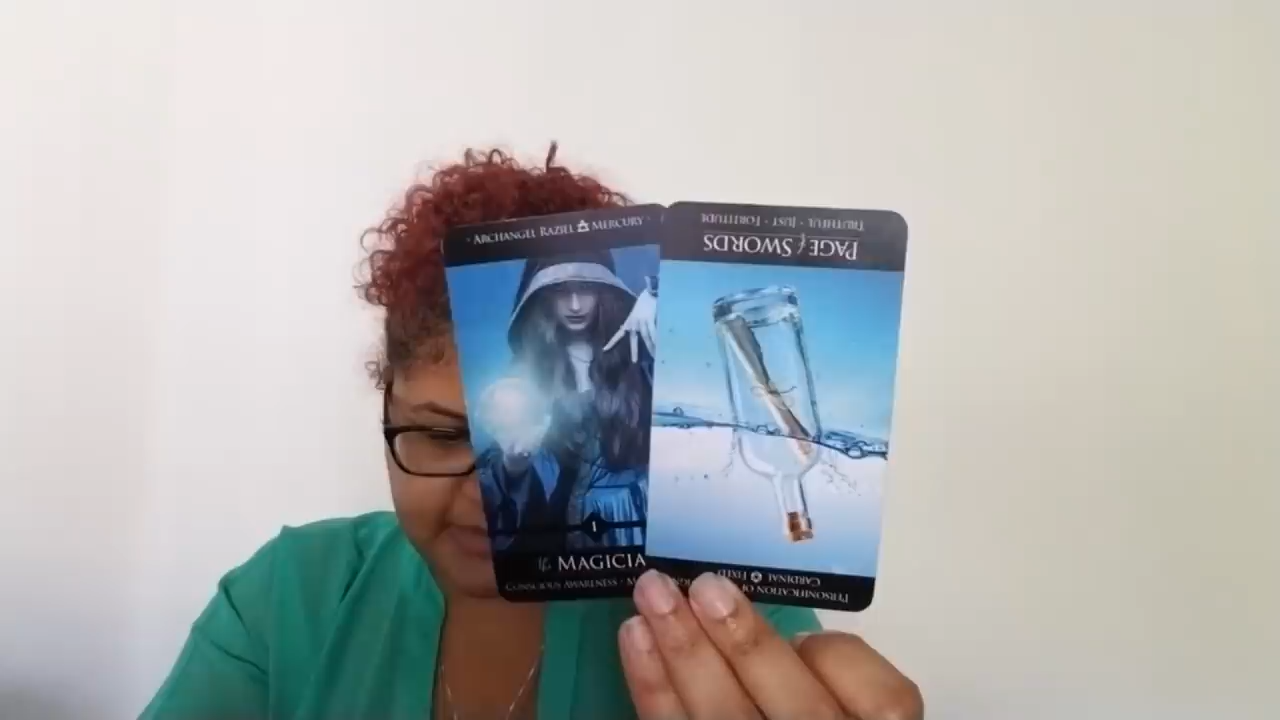 · ARCHANGEL RAZIEL MERCURY ·
I
The MAGICIA
CONSCIOUS AWARENESS ·
PAGE of SWORDS
TRUTHFUL · JUST · FORTITUDE
PERSONIFICATION OF
CARDINAL FIXED